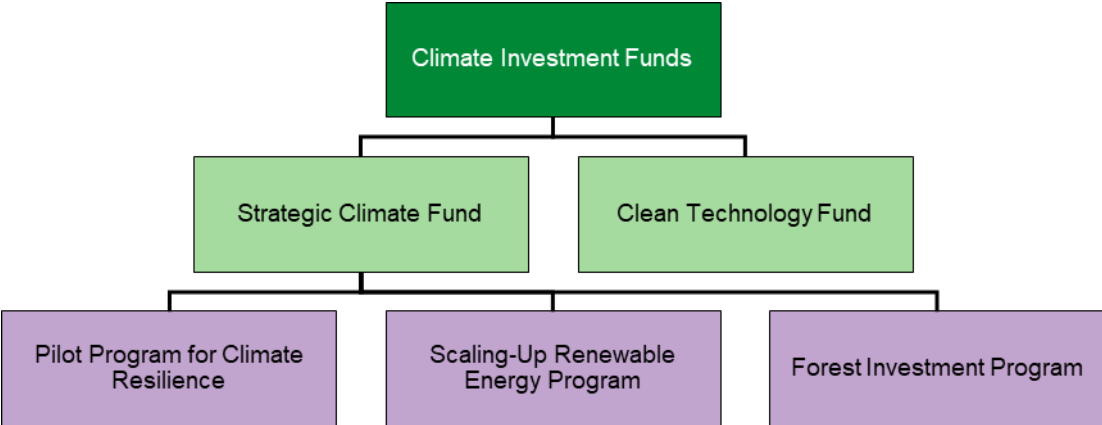 Climate Investment Funds
Strategic Climate Fund
Clean Technology Fund
Pilot Program for Climate
Resilience
Scaling-Up Renewable
Energy Program
Forest Investment Program